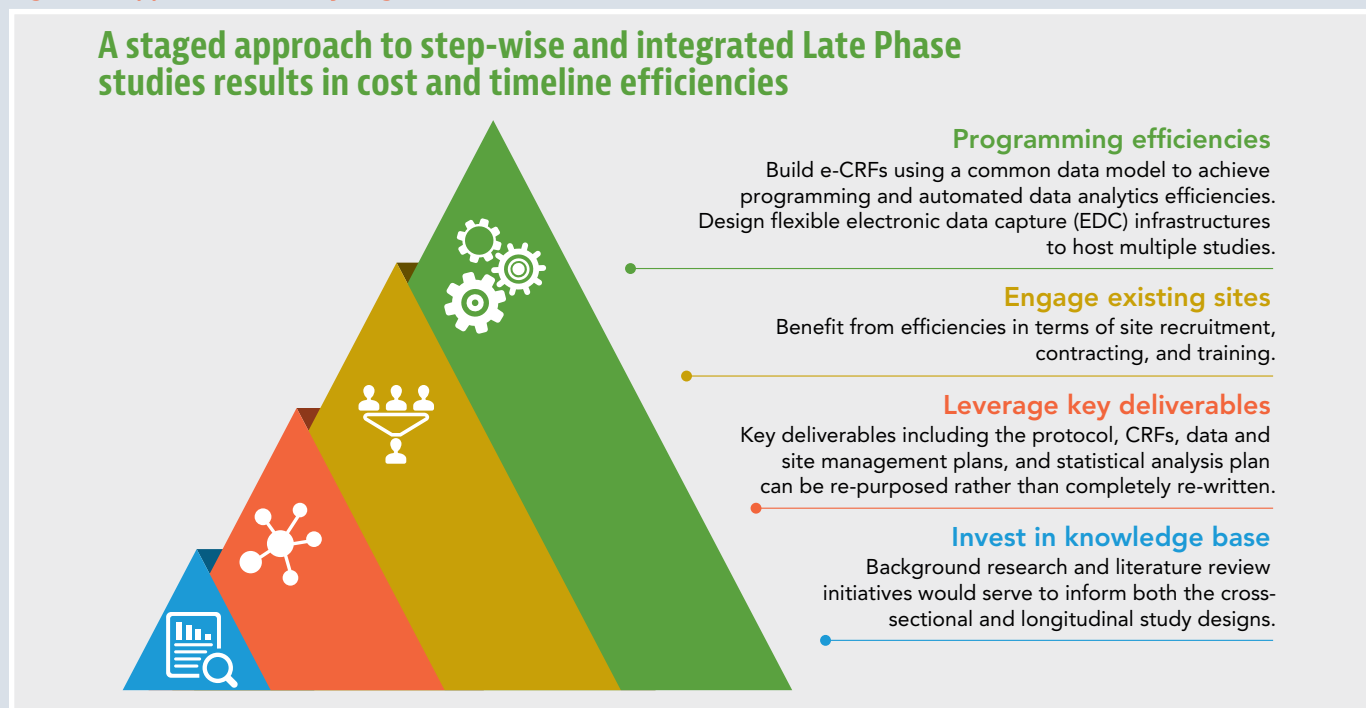 A staged approach to step-wise and integrated Late Phase
studies results in cost and timeline efficiencies
Programming efficiencies
Build e-CRFs using a common data model to achieve
programming and automated data analytics efficiencies.
Design flexible electronic data capture (EDC) infrastructures
to host multiple studies.
Engage existing sites
Benefit from efficiencies in terms of site recruitment,
contracting, and training.
Leverage key deliverables
Key deliverables including the protocol, CRFs, data and
site management plans, and statistical analysis plan
can be re-purposed rather than completely re-written.
Invest in knowledge base
Background research and literature review
initiatives would serve to inform both the cross-
sectional and longitudinal study designs.